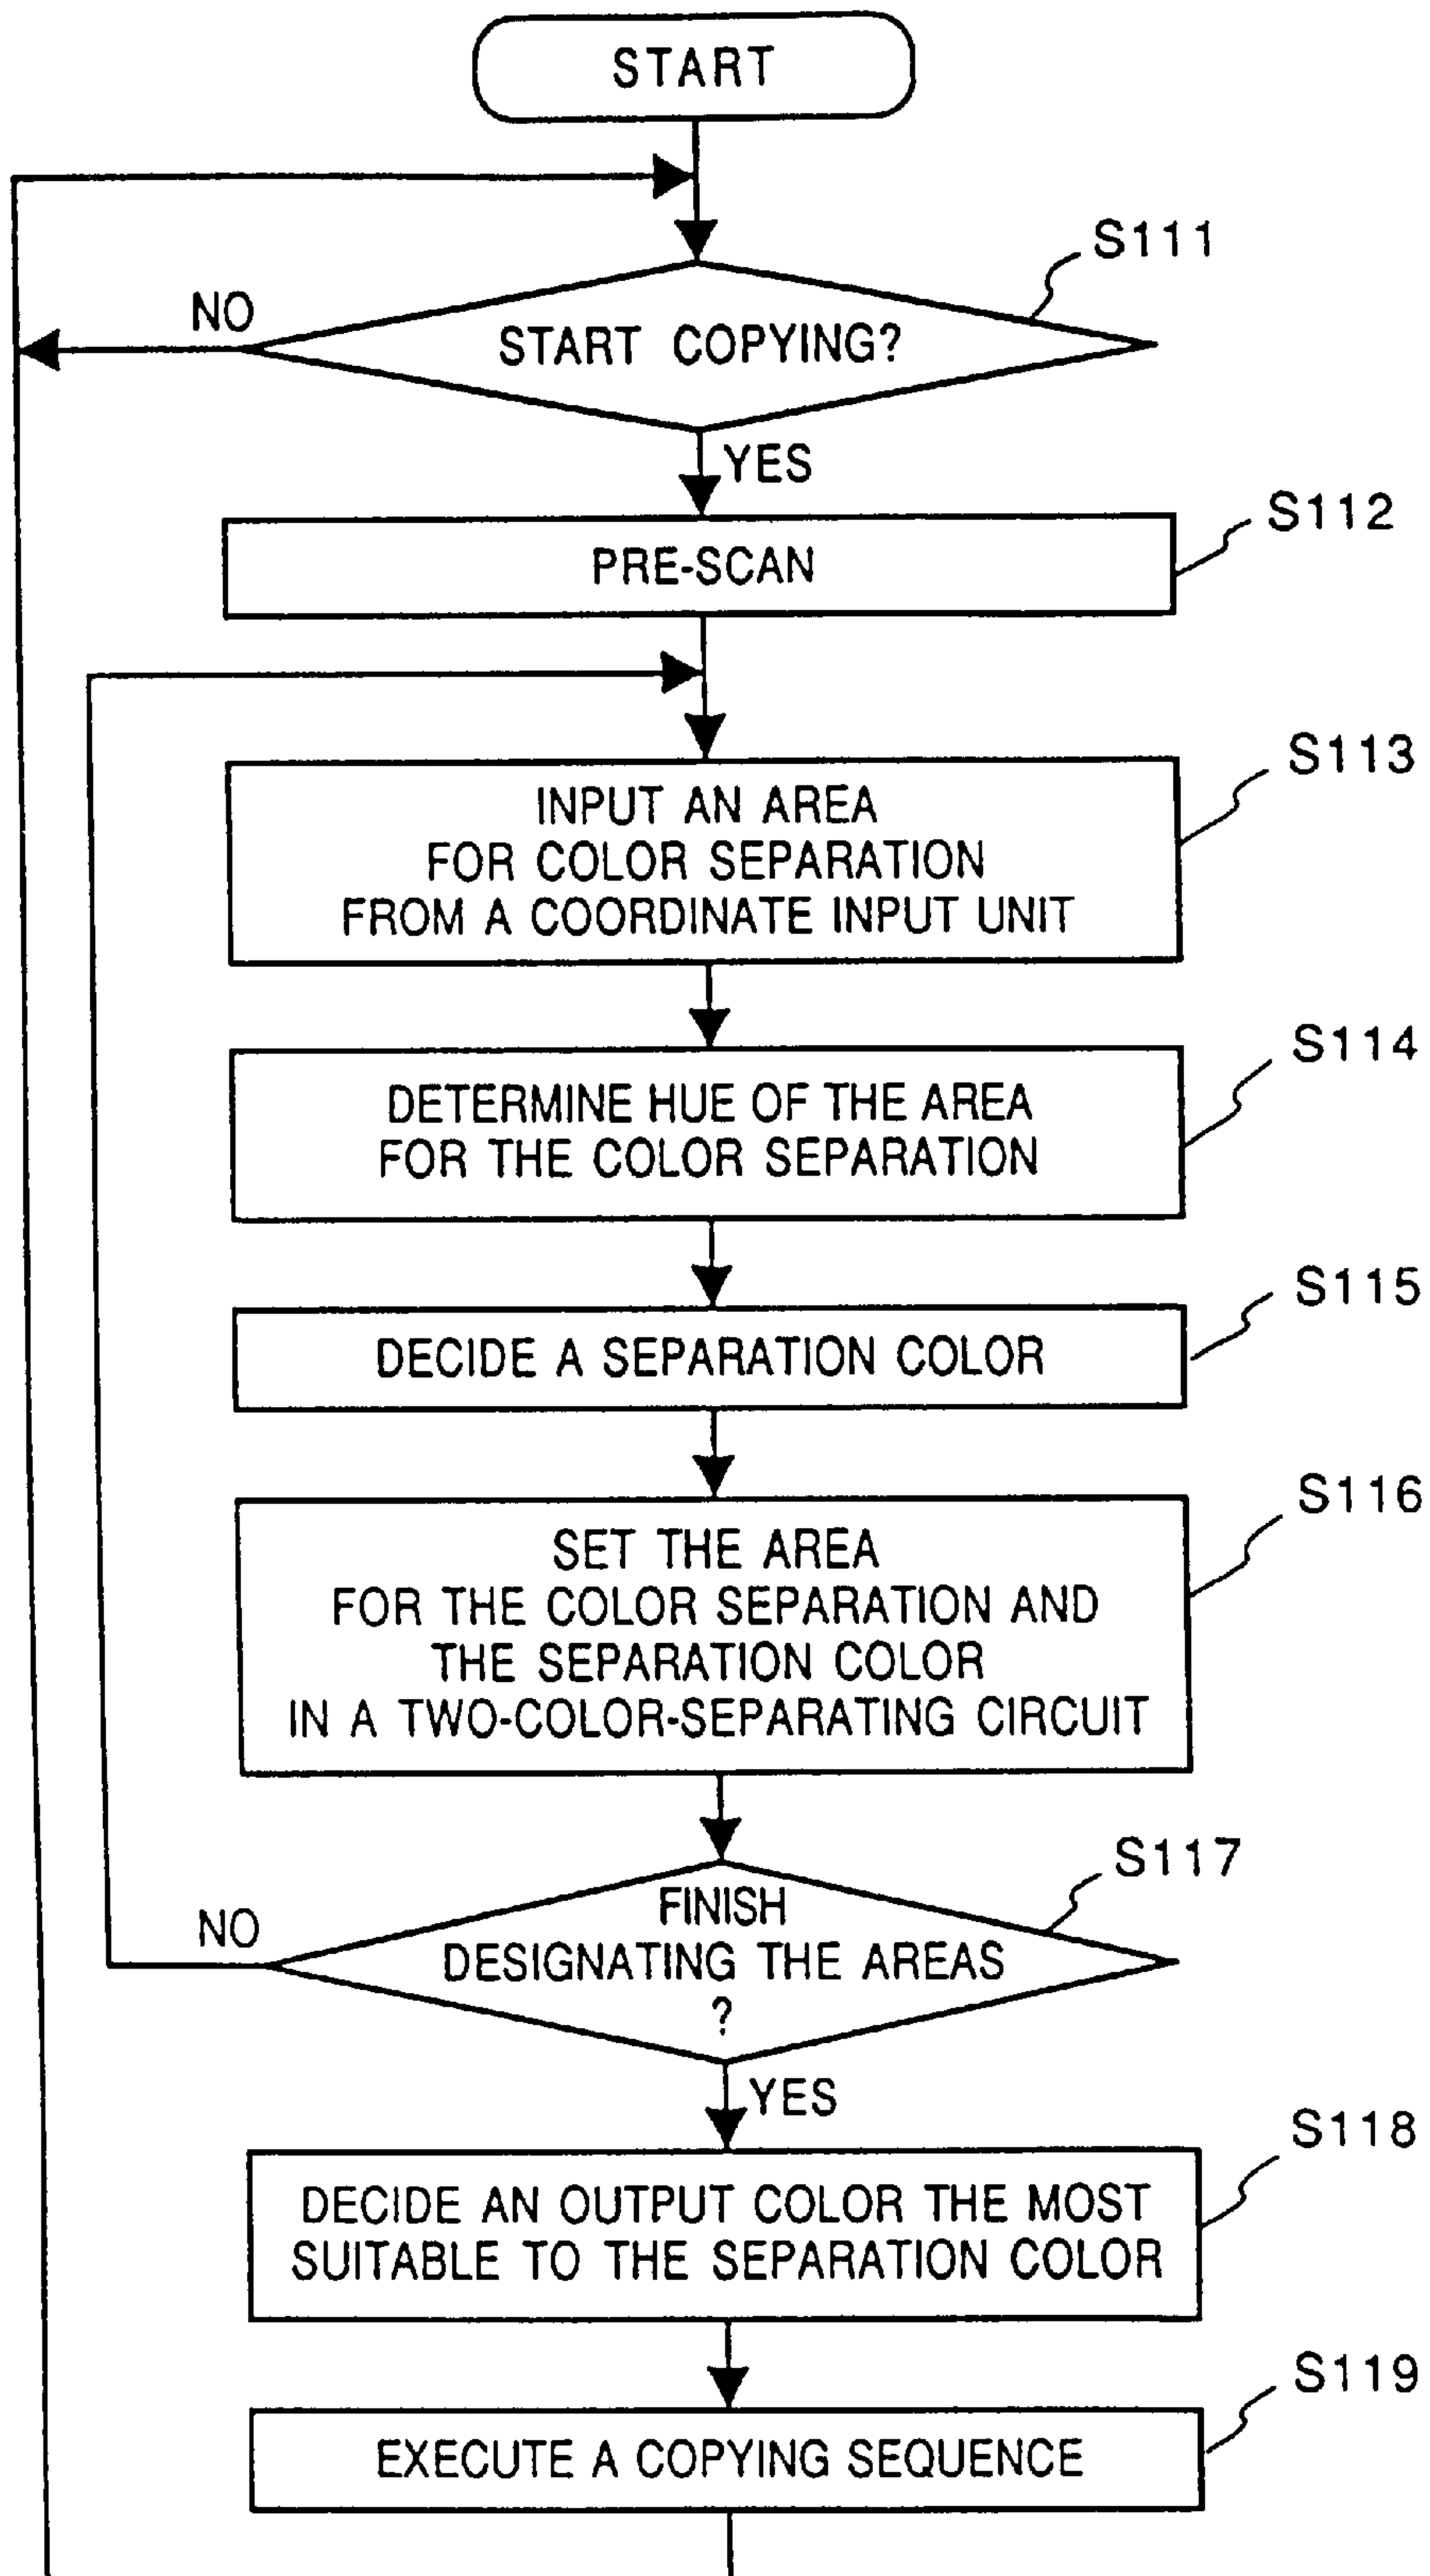 START
S111
NO
START COPYING?
YES
S112
PRE-SCAN
S113
INPUT AN AREA
FOR COLOR SEPARATION
FROM A COORDINATE INPUT UNIT
S114
DETERMINE HUE OF THE AREA
FOR THE COLOR SEPARATION
S115
DECIDE A SEPARATION COLOR
S116
SET THE AREA
FOR THE COLOR SEPARATION AND
THE SEPARATION COLOR
IN A TWO-COLOR-SEPARATING CIRCUIT
S117
NO
FINISH
DESIGNATING THE AREAS
?
YES
S118
DECIDE AN OUTPUT COLOR THE MOST
SUITABLE TO THE SEPARATION COLOR
S119
EXECUTE A COPYING SEQUENCE